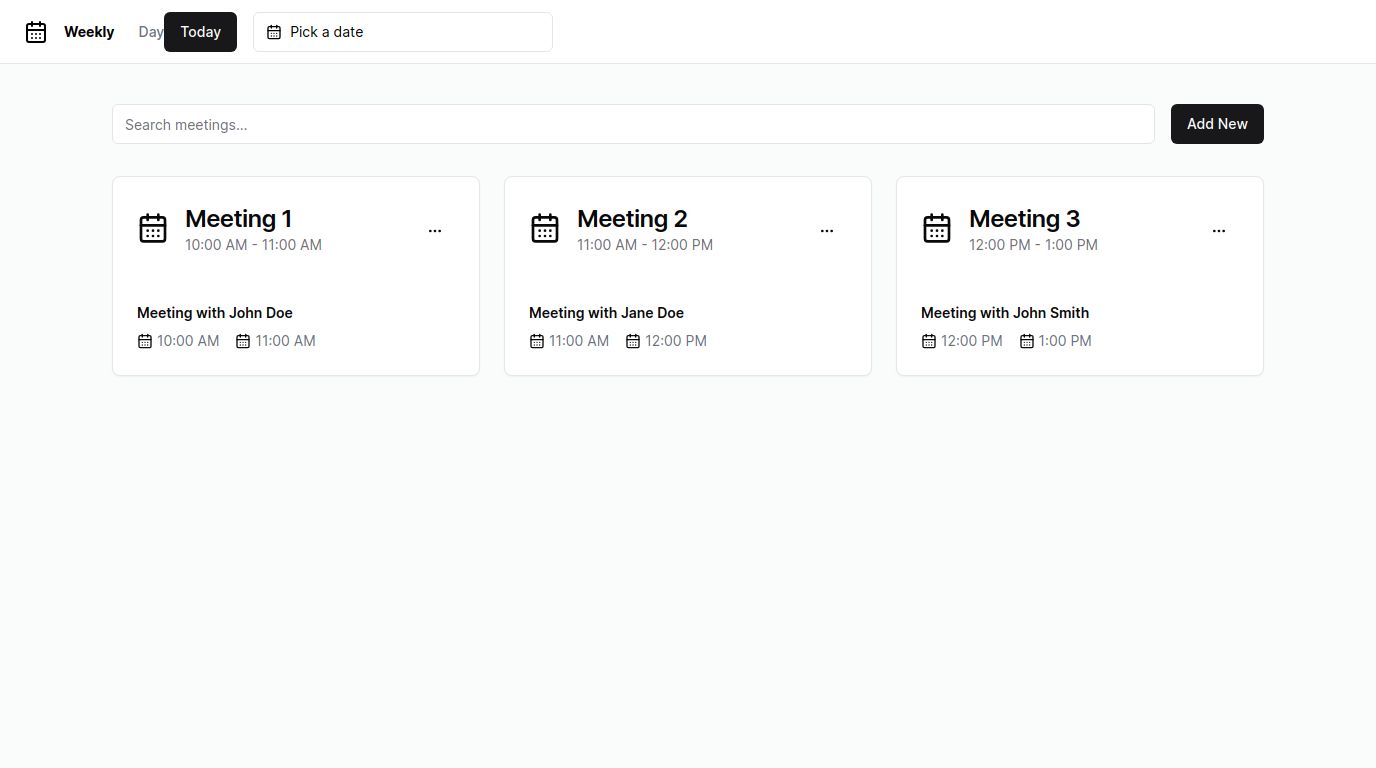 Weekly Day Today Pick a date
Search meetings... Add New
Meeting 1
10:00 AM - 11:00 AM
Meeting with John Doe
10:00 AM 11:00 AM
Meeting 2
11:00 AM - 12:00 PM
Meeting with Jane Doe
11:00 AM 12:00 PM
Meeting 3
12:00 PM - 1:00 PM
Meeting with John Smith
12:00 PM 1:00 PM